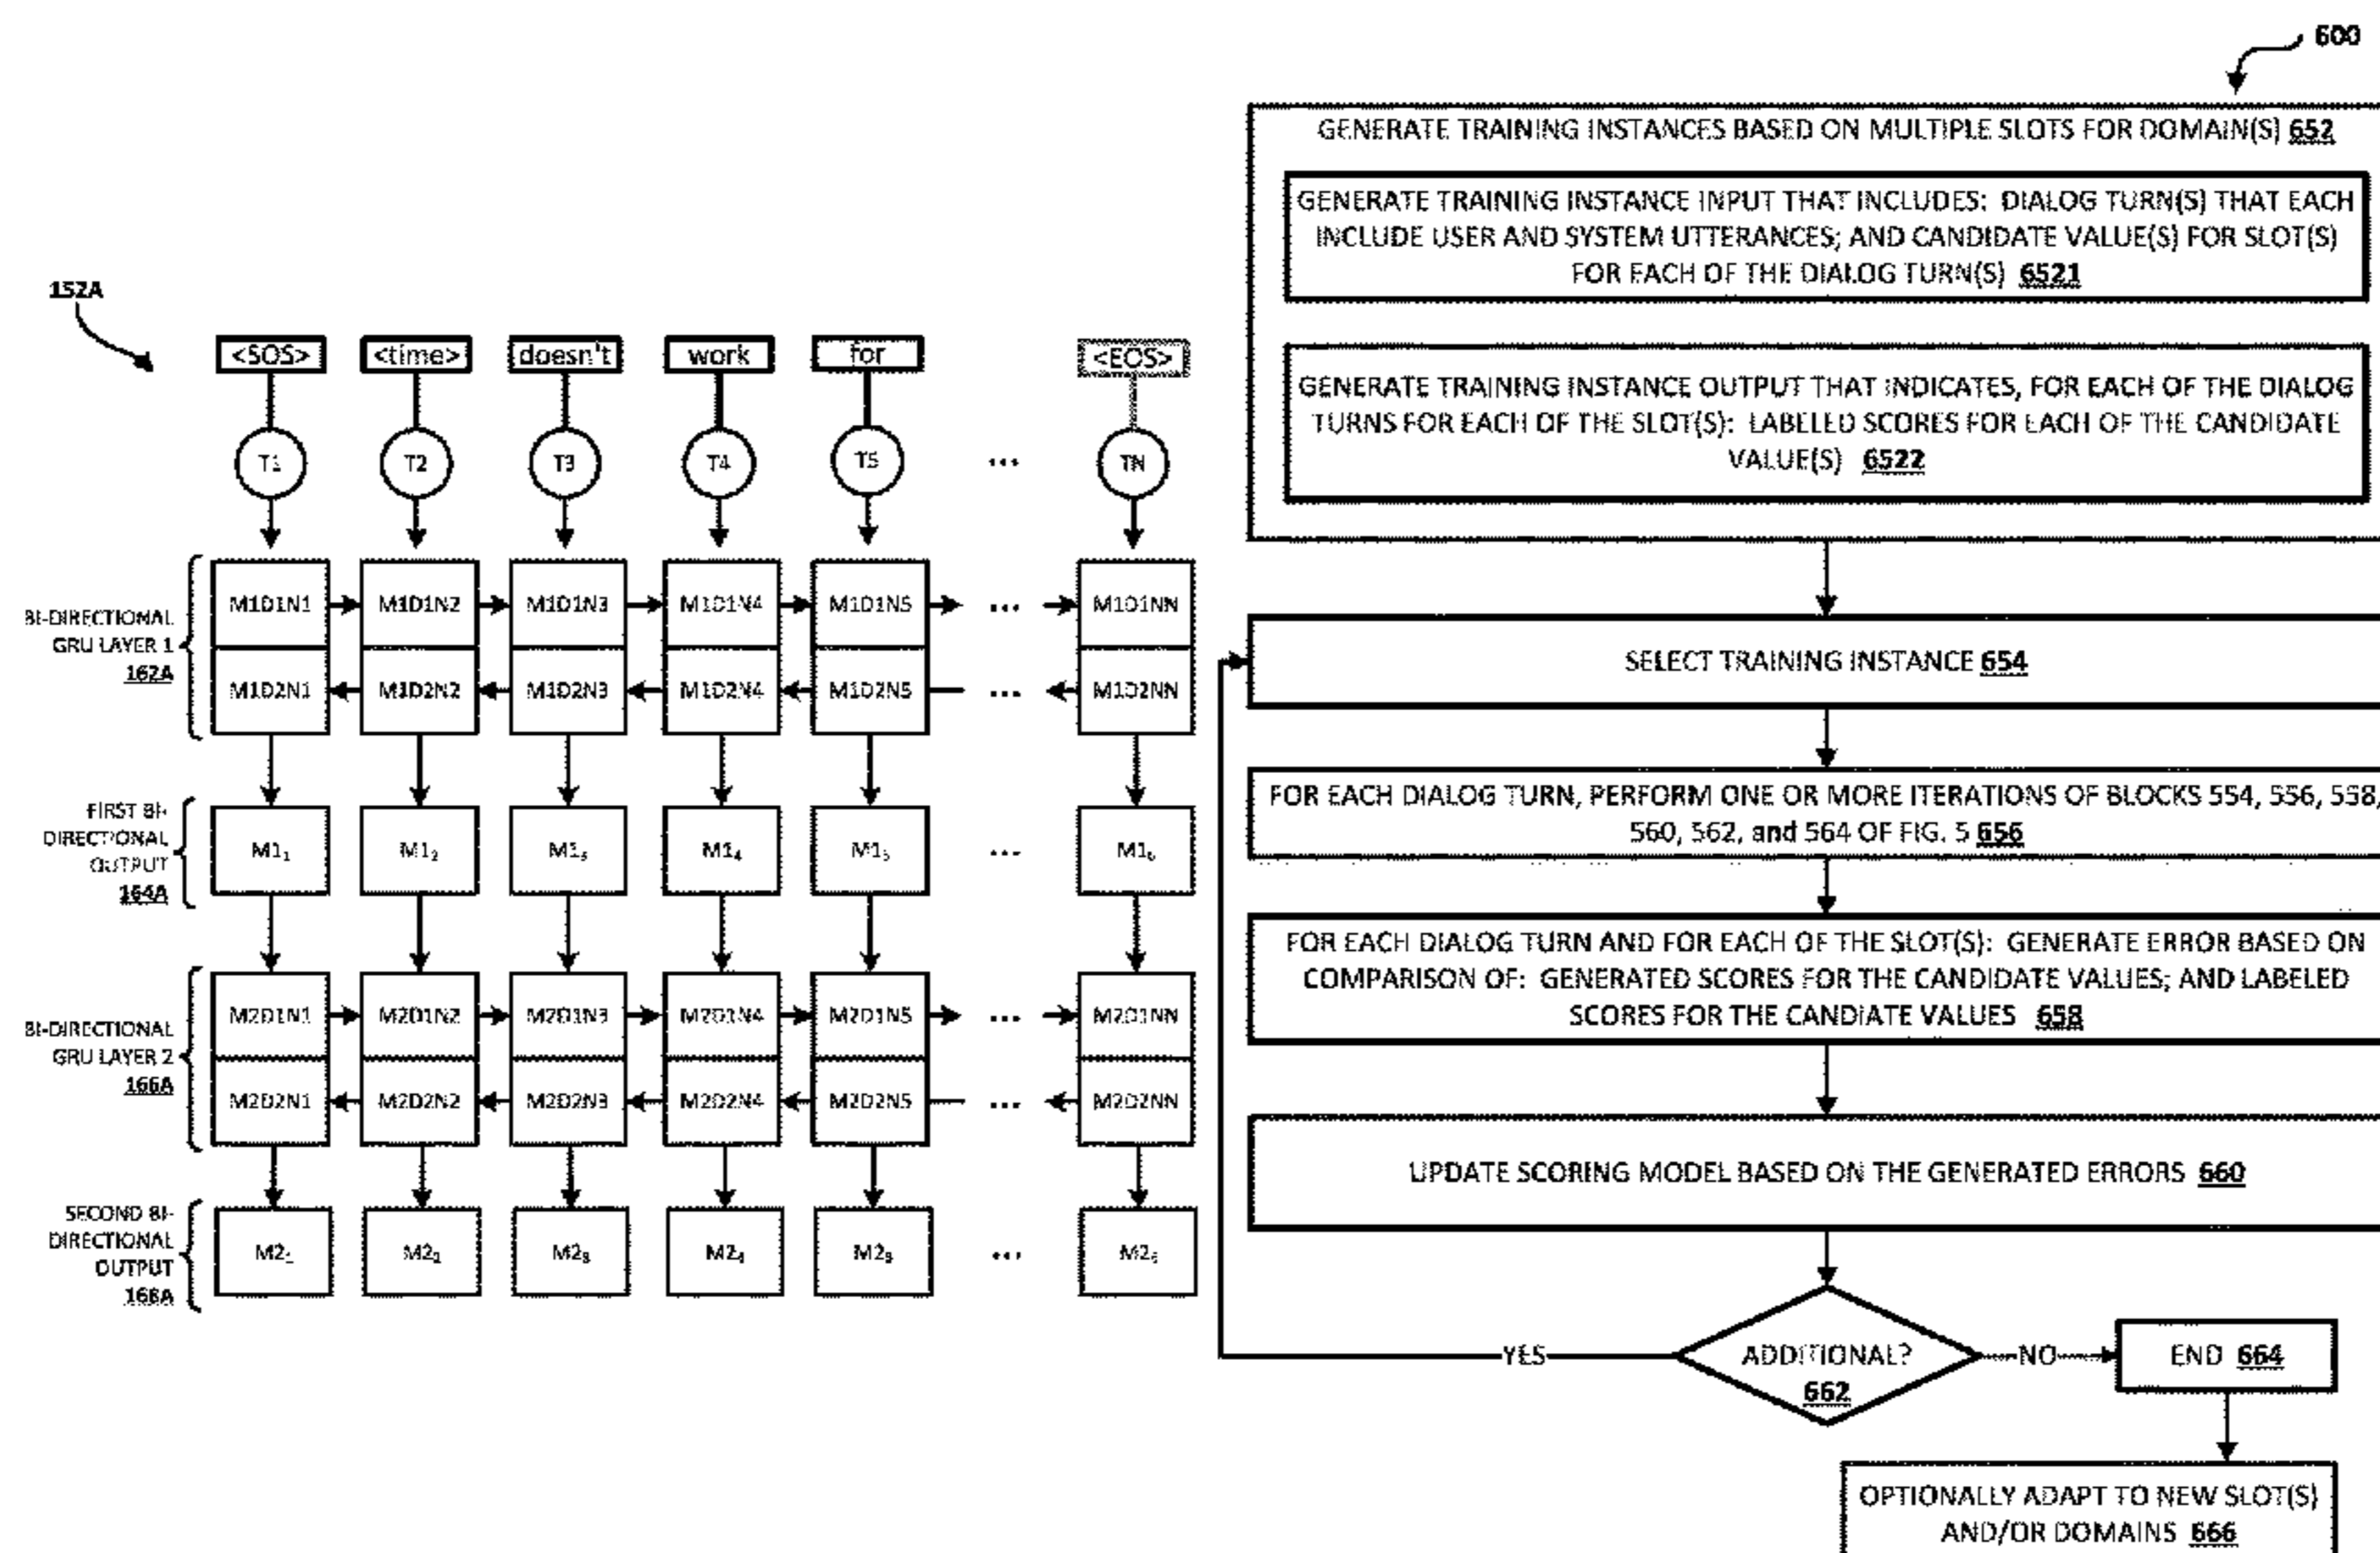 152A
<SOS> <time> doesn't work for <EOS>
T1 T2 T3 T4 T5 ... TN
BI-DIRECTIONAL
GRU LAYER 1
162A
M1D1N1 M1D1N2 M1D1N3 M1D1N4 M1D1N5 ... M1D1NN
M1D2N1 M1D2N2 M1D2N3 M1D2N4 M1D2N5 ... M1D2NN
FIRST BI-
DIRECTIONAL
OUTPUT
164A
M1₁ M1₂ M1₃ M1₄ M1₅ ...
BI-DIRECTIONAL
GRU LAYER 2
166A
M2D1N1 M2D1N2 M2D1N3 M2D1N4 M2D1N5 ... M2D1NN
M2D2N1 M2D2N2 M2D2N3 M2D2N4 M2D2N5 ... M2D2NN
SECOND BI-
DIRECTIONAL
OUTPUT
168A
M2₁ M2₂ M2₃ M2₄ ...
600
GENERATE TRAINING INSTANCES BASED ON MULTIPLE SLOTS FOR DOMAIN(S) 652
GENERATE TRAINING INSTANCE INPUT THAT INCLUDES: DIALOG TURN(S) THAT EACH
INCLUDE USER AND SYSTEM UTTERANCES; AND CANDIDATE VALUE(S) FOR SLOT(S)
FOR EACH OF THE DIALOG TURN(S) 6521
GENERATE TRAINING INSTANCE OUTPUT THAT INDICATES, FOR EACH OF THE DIALOG
TURNS FOR EACH OF THE SLOT(S): LABELLED SCORES FOR EACH OF THE CANDIDATE
VALUE(S) 6522
SELECT TRAINING INSTANCE 654
FOR EACH DIALOG TURN, PERFORM ONE OR MORE ITERATIONS OF BLOCKS 554, 556, 558,
560, 562, and 564 OF FIG. 5 656
FOR EACH DIALOG TURN AND FOR EACH OF THE SLOT(S): GENERATE ERROR BASED ON
COMPARISON OF: GENERATED SCORES FOR THE CANDIDATE VALUES; AND LABELED
SCORES FOR THE CANDIATE VALUES 658
UPDATE SCORING MODEL BASED ON THE GENERATED ERRORS 660
YES ADDITIONAL? NO END 664
662
OPTIONALLY ADAPT TO NEW SLOT(S)
AND/OR DOMAINS 666